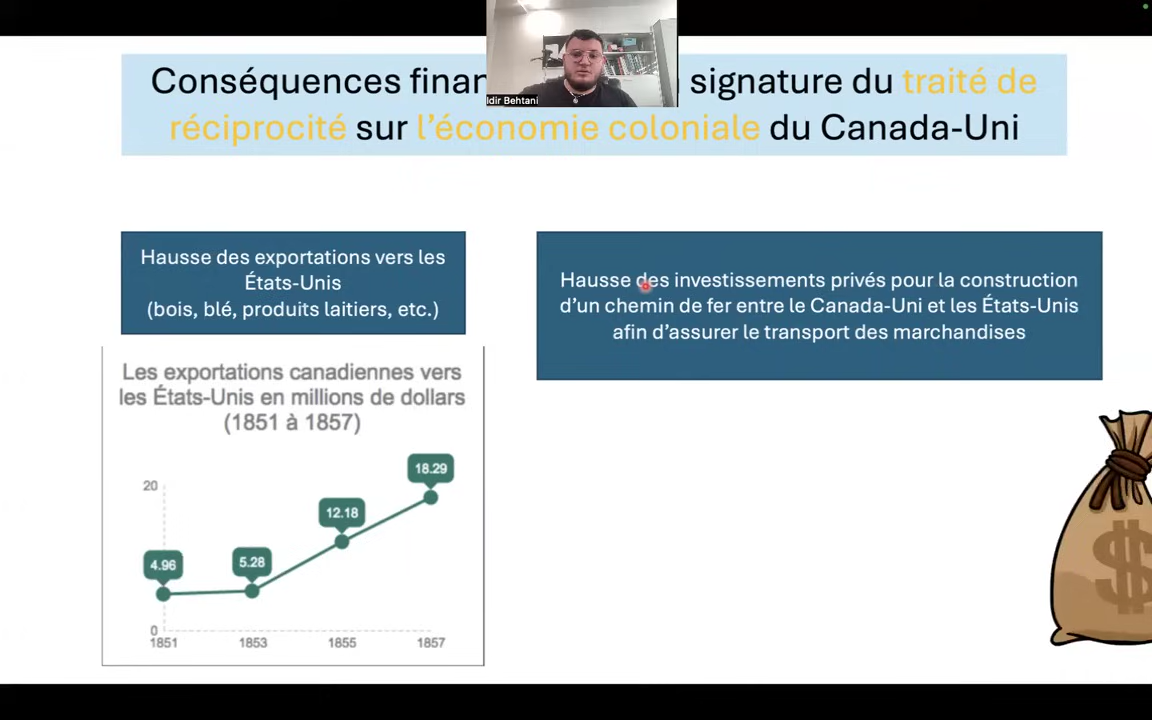 Conséquences signature du traité de
réciprocité sur l'économie coloniale du Canada-Uni
Idir Behtani
Hausse des exportations vers les
États-Unis
(bois, blé, produits laitiers, etc.)
Hausse des investissements privés pour la construction
d'un chemin de fer entre le Canada-Uni et les États-Unis
afin d'assurer le transport des marchandises
Les exportations canadiennes vers
les États-Unis en millions de dollars
(1851 à 1857)
20
4.96
5.28
12.18
18.29
0
1851 1853 1855 1857
$